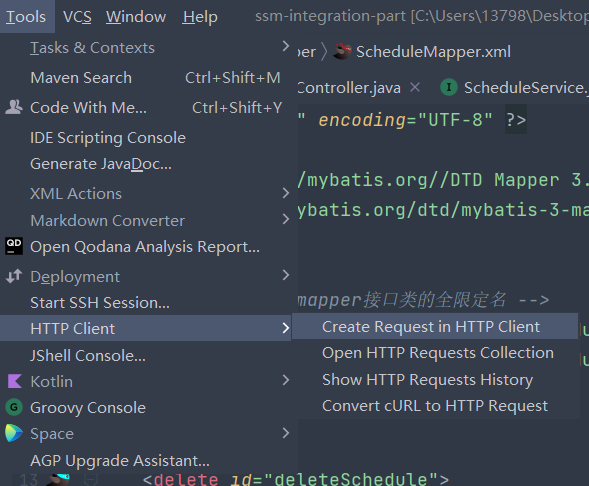 Tools VCS Window Help ssm-integration-part [C:\Users\13798\Desktop
Tasks & Contexts
ScheduleMapper.xml
Maven Search Ctrl+Shift+M
Controller.java ScheduleService.
Code With Me... Ctrl+Shift+Y
" encoding="UTF-8" ?>
IDE Scripting Console
Generate JavaDoc...
/mybatis.org//DTD Mapper 3.
XML Actions
ybatis.org/dtd/mybatis-3-ma
Markdown Converter
QD Open Qodana Analysis Report...
Deployment
Start SSH Session...
mapper接口类的全限定名 -->
HTTP Client
Create Request in HTTP Client
JShell Console...
Open HTTP Requests Collection
Kotlin
Show HTTP Requests History
Groovy Console
Convert cURL to HTTP Request
Space
AGP Upgrade Assistant...
13 <delete id="deleteSchedule">